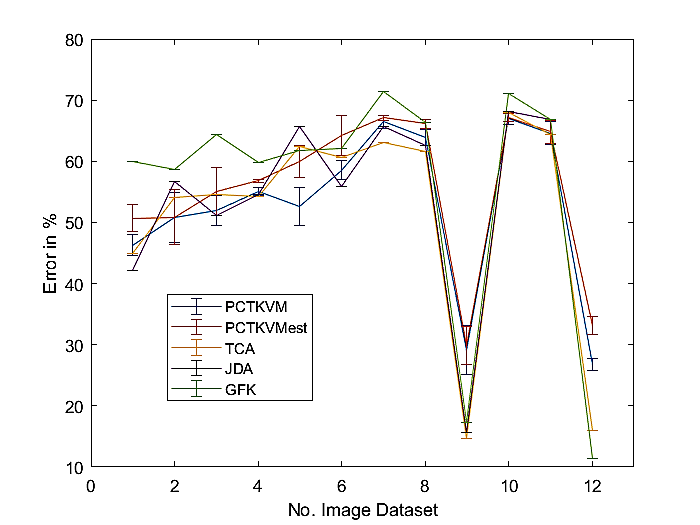 80
70
60
50
40
30
20
10
Error in %
PCTKVM
PCTKVMest
TCA
JDA
GFK
0 2 4 6 8 10 12
No. Image Dataset